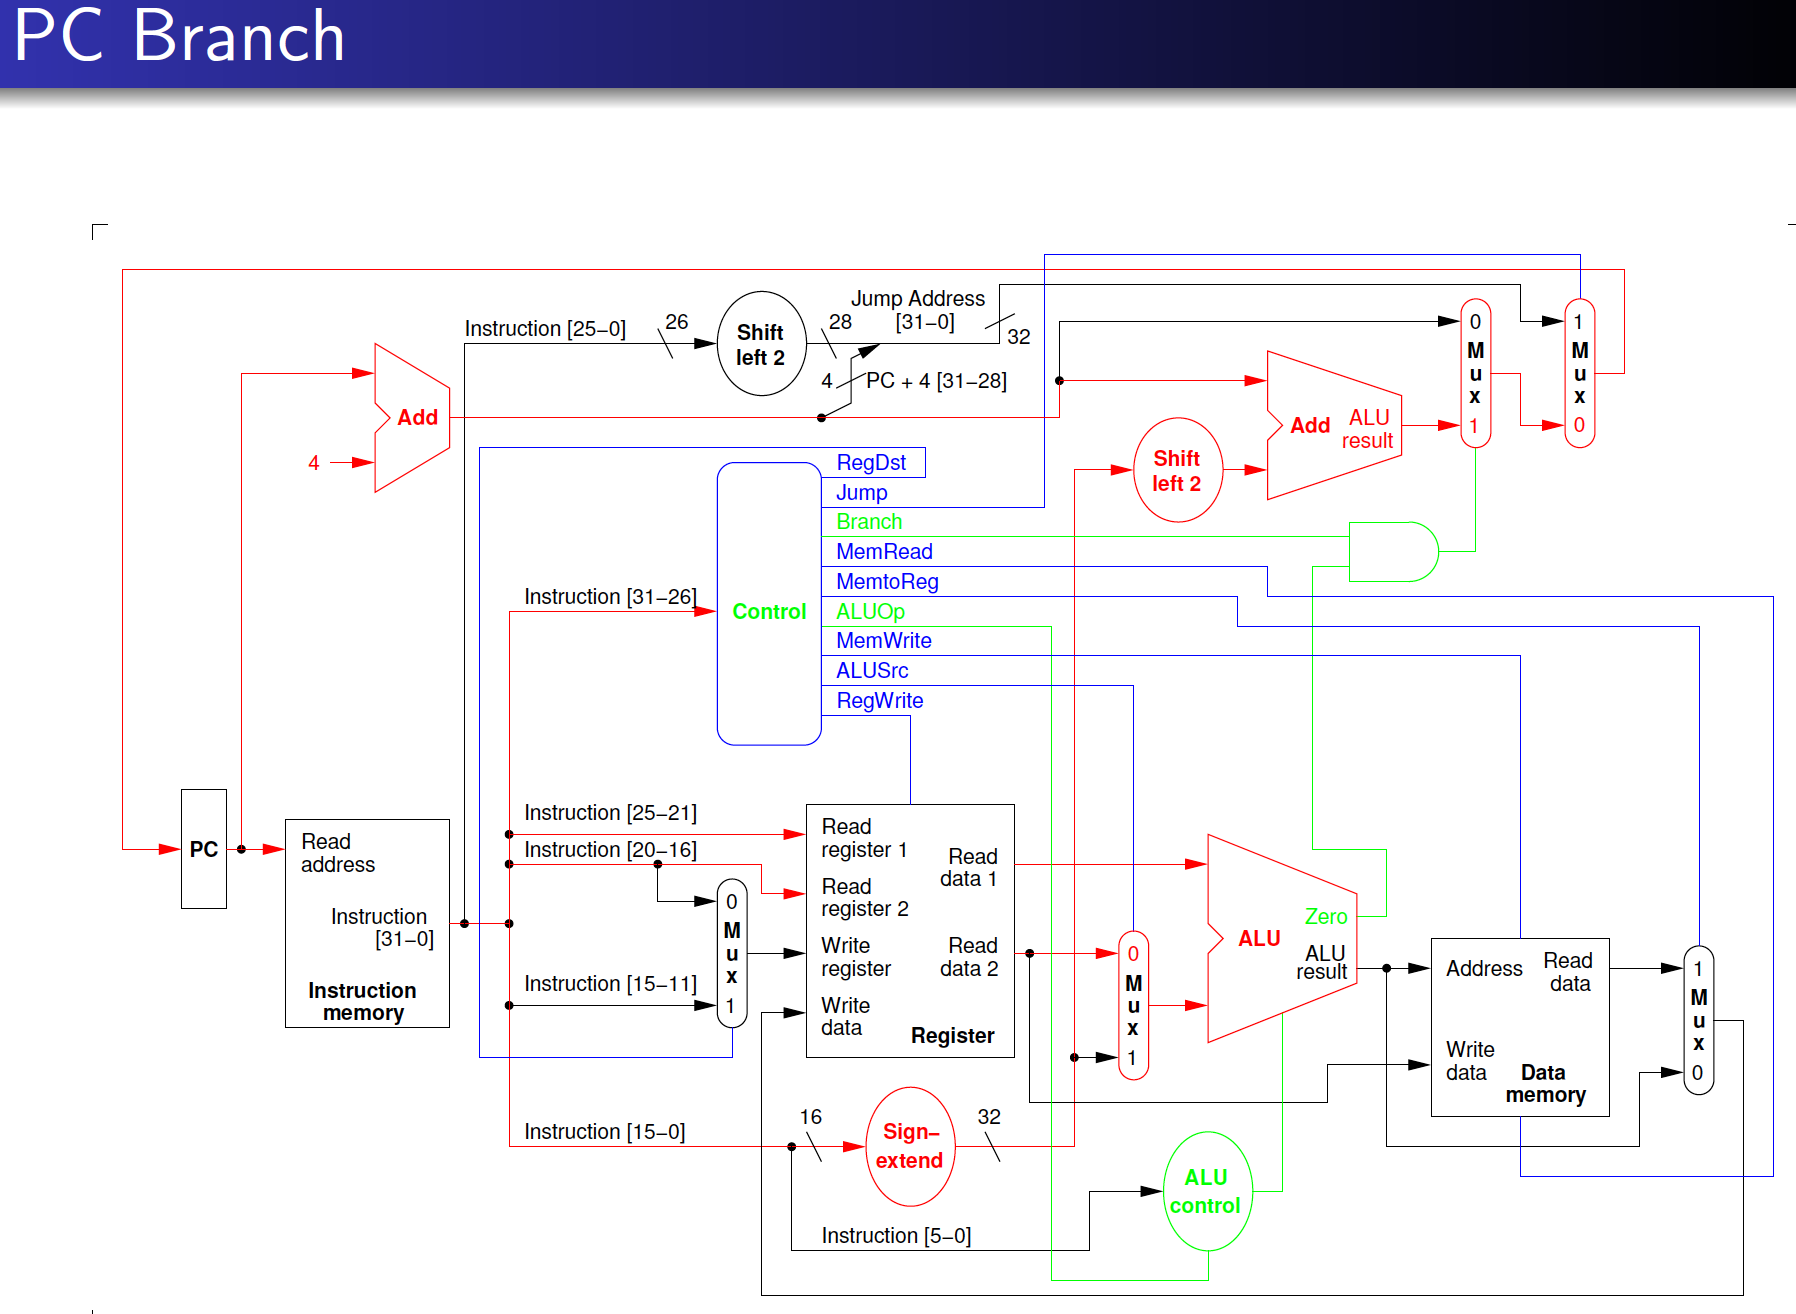 PC Branch
Jump Address
[31–0]
Instruction [25–0]
26
Shift
left 2
28
32
4
PC + 4 [31–28]
Add
4
0
M
u
x
1
1
M
u
x
0
Add
ALU
result
Shift
left 2
RegDst
Jump
Branch
MemRead
MemtoReg
ALUOp
MemWrite
ALUSrc
RegWrite
Instruction [31–26]
Control
PC
Read
address
Instruction
[31–0]
Instruction
memory
Instruction [25–21]
Instruction [20–16]
Instruction [15–11]
0
M
u
x
1
Read
register 1
Read
register 2
Write
register
Write
data
Read
data 1
Read
data 2
Register
0
M
u
x
1
Zero
ALU
ALU
result
Address
Read
data
Write
data
Data
memory
1
M
u
x
0
Instruction [15–0]
16
Sign–
extend
32
ALU
control
Instruction [5–0]